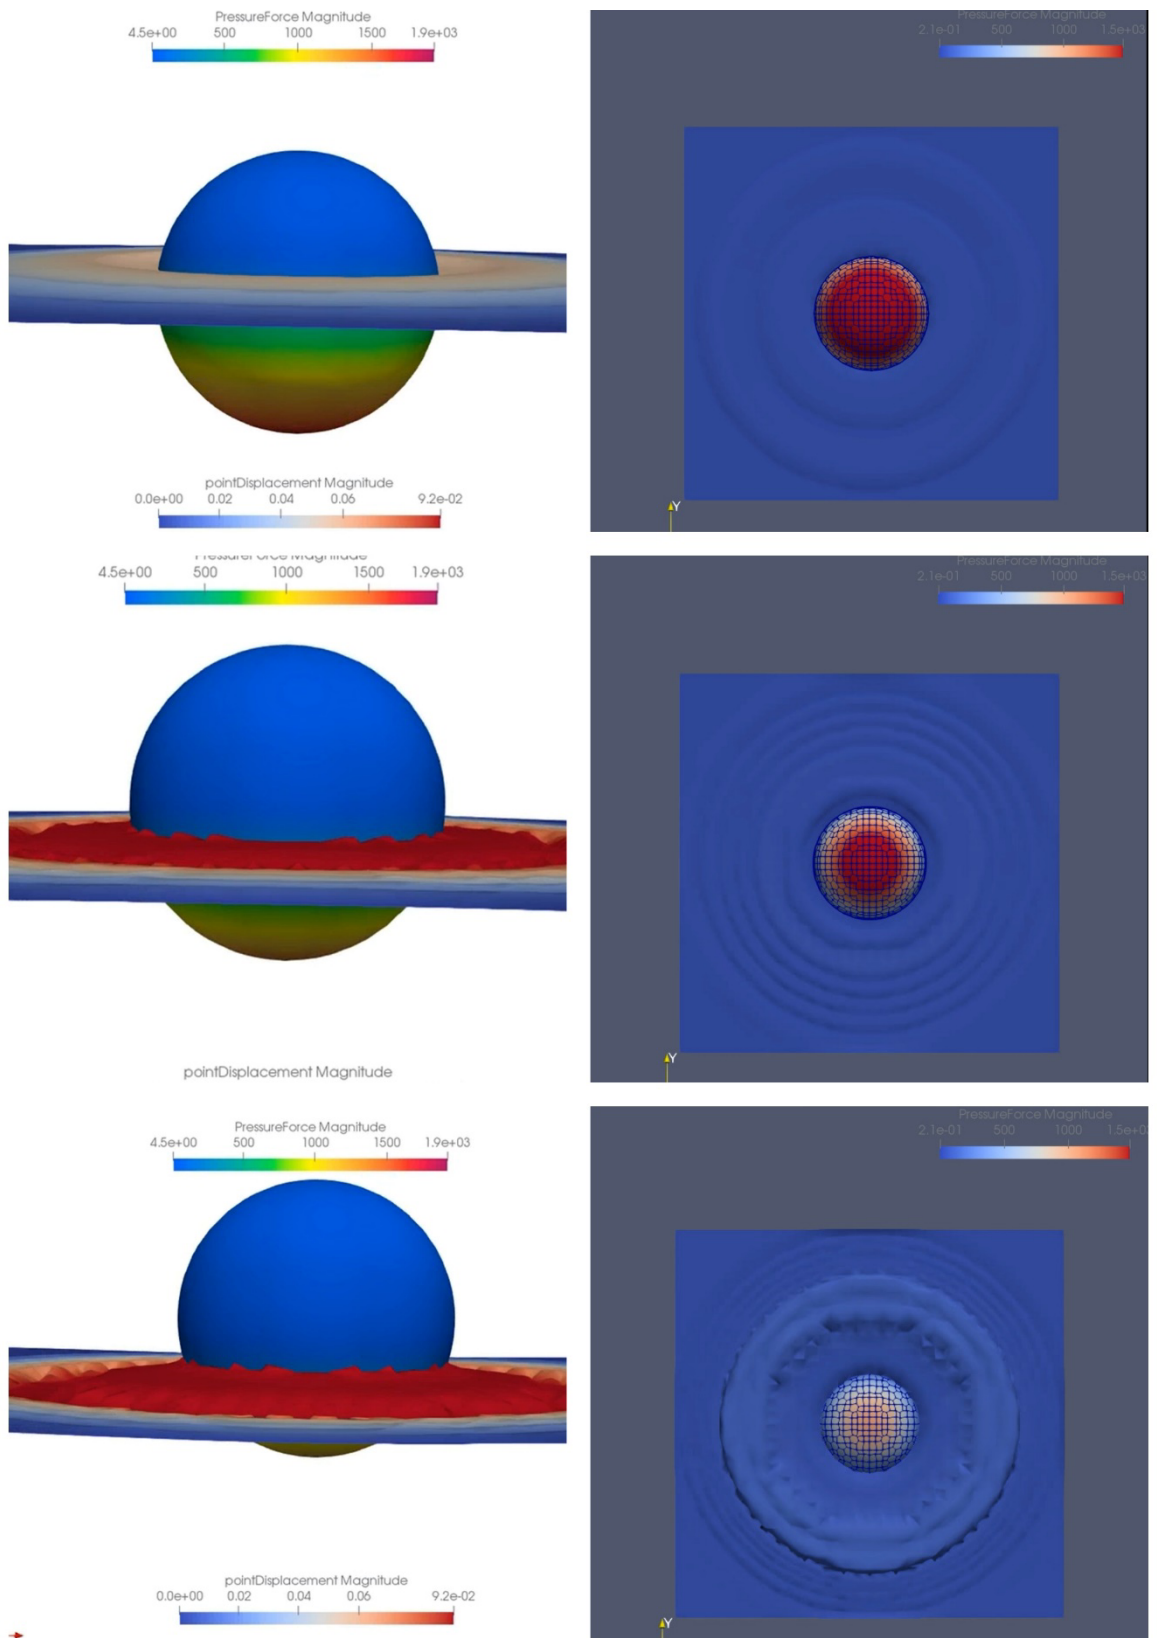 PressureForce Magnitude
4.5e+00 500 1000 1500 1.9e+03
PressureForce Magnitude
2.1e-01 500 1000 1.5e+03
Y
pointDisplacement Magnitude
0.0e+00 0.02 0.04 0.06 9.2e-02
PressureForce Magnitude
4.5e+00 500 1000 1500 1.9e+03
PressureForce Magnitude
2.1e-01 500 1000 1.5e+03
Y
pointDisplacement Magnitude
PressureForce Magnitude
4.5e+00 500 1000 1500 1.9e+03
PressureForce Magnitude
2.1e-01 500 1000 1.5e+0
Y
pointDisplacement Magnitude
0.0e+00 0.02 0.04 0.06 9.2e-02